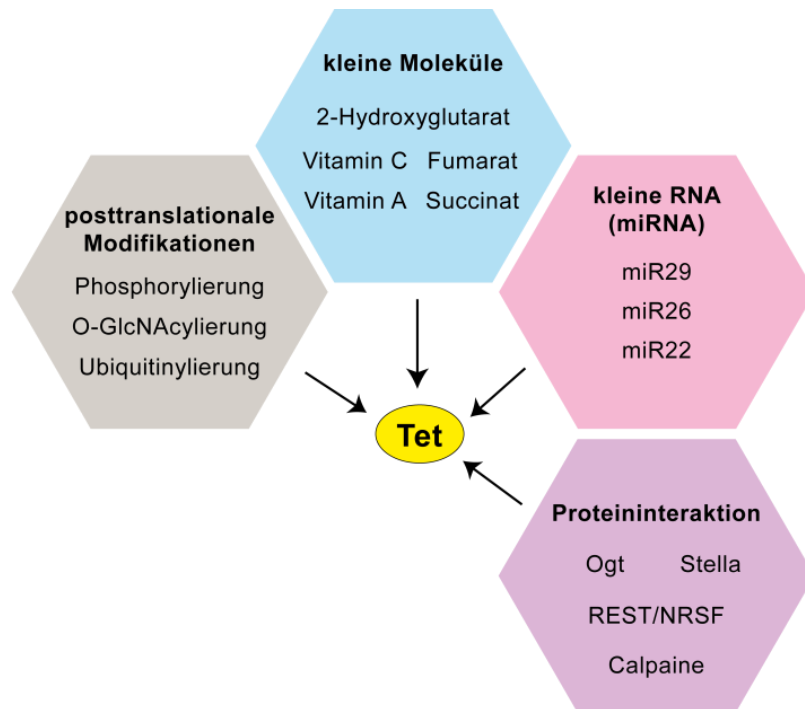 kleine Moleküle
2-Hydroxyglutarat
Vitamin C Fumarat
Vitamin A Succinat
posttranslationale
Modifikationen
Phosphorylierung
O-GlcNAcylierung
Ubiquitinylierung
kleine RNA
(miRNA)
miR29
miR26
miR22
Tet
Proteininteraktion
Ogt Stella
REST/NRSF
Calpaine